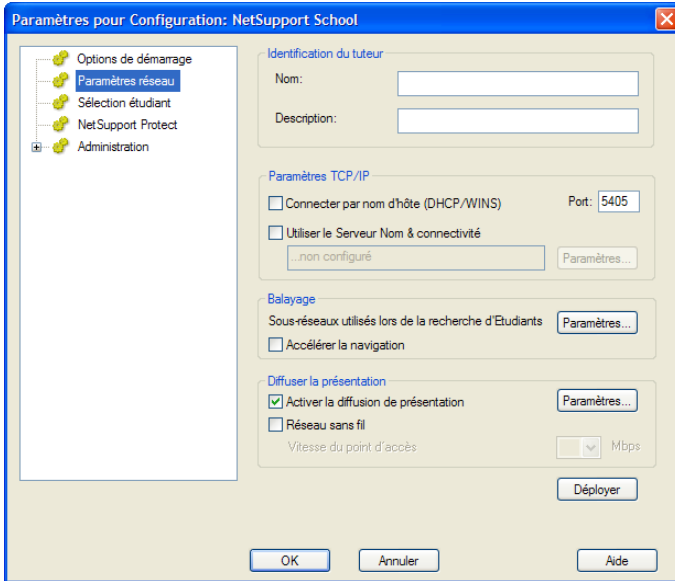 Paramètres pour Configuration: NetSupport School
Options de démarrage
Paramètres réseau
Sélection étudiant
NetSupport Protect
Administration
Identification du tuteur
Nom:
Description:
Paramètres TCP/IP
Connecter par nom d'hôte (DHCP/WINS) Port: 5405
Utiliser le Serveur Nom & connectivité
...non configuré Paramètres...
Balayage
Sous-réseaux utilisés lors de la recherche d'Etudiants Paramètres...
Accélérer la navigation
Diffuser la présentation
Activer la diffusion de présentation Paramètres...
Réseau sans fil
Vitesse du point d'accès Mbps
Déployer
OK Annuler Aide